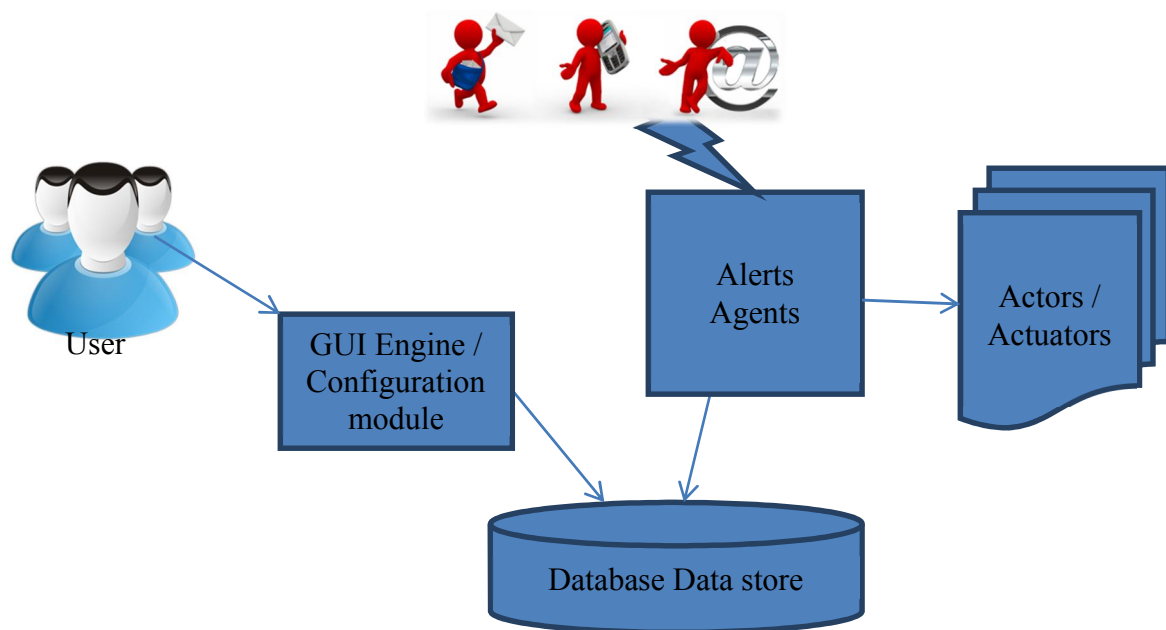 User
GUI Engine /
Configuration
module
Alerts
Agents
Actors /
Actuators
Database Data store